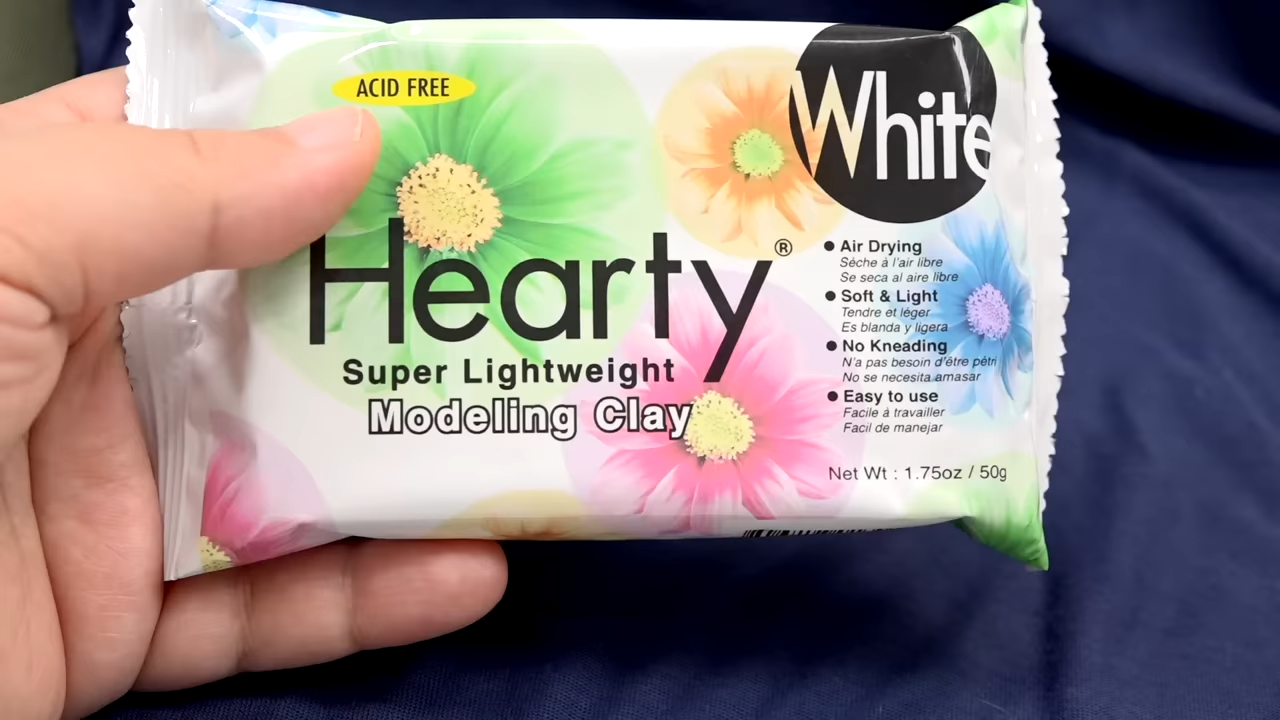 ACID FREE
White
Hearty®
Super Lightweight
Modeling Clay
● Air Drying
Sèche à l'air libre
Se seca al aire libre
● Soft & Light
Tendre et léger
Es blanda y ligera
● No Kneading
N'a pas besoin d'être pétri
No se necesita amasar
● Easy to use
Facile à travailler
Facil de manejar
Net Wt : 1.75oz / 50g